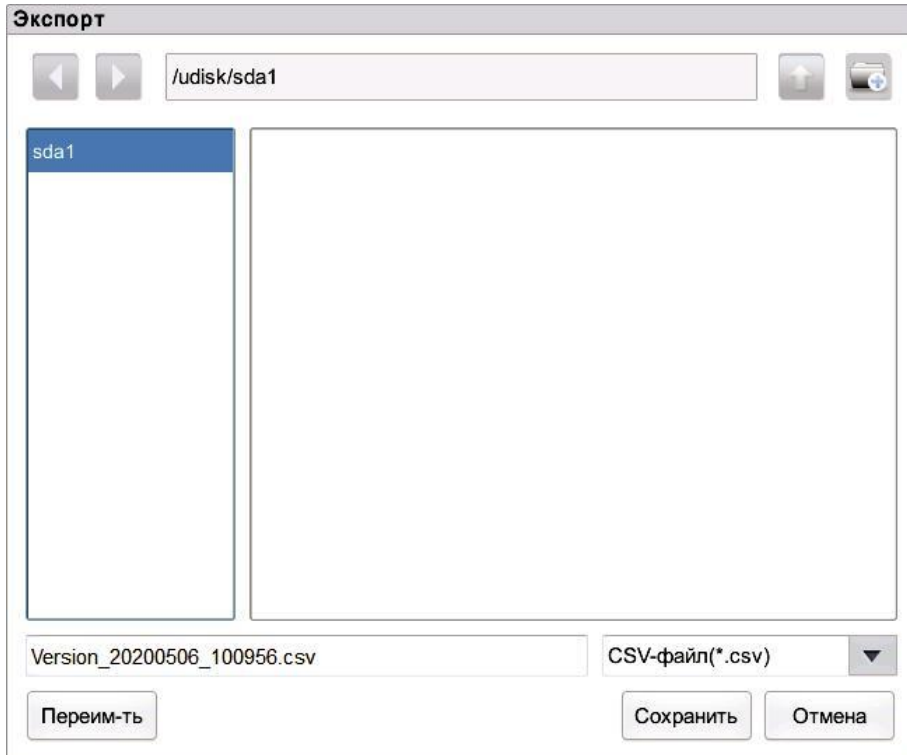 Экспорт
/udisk/sda1
sda1
Version_20200506_100956.csv
CSV-файл(*.csv)
Переим-ть
Сохранить
Отмена